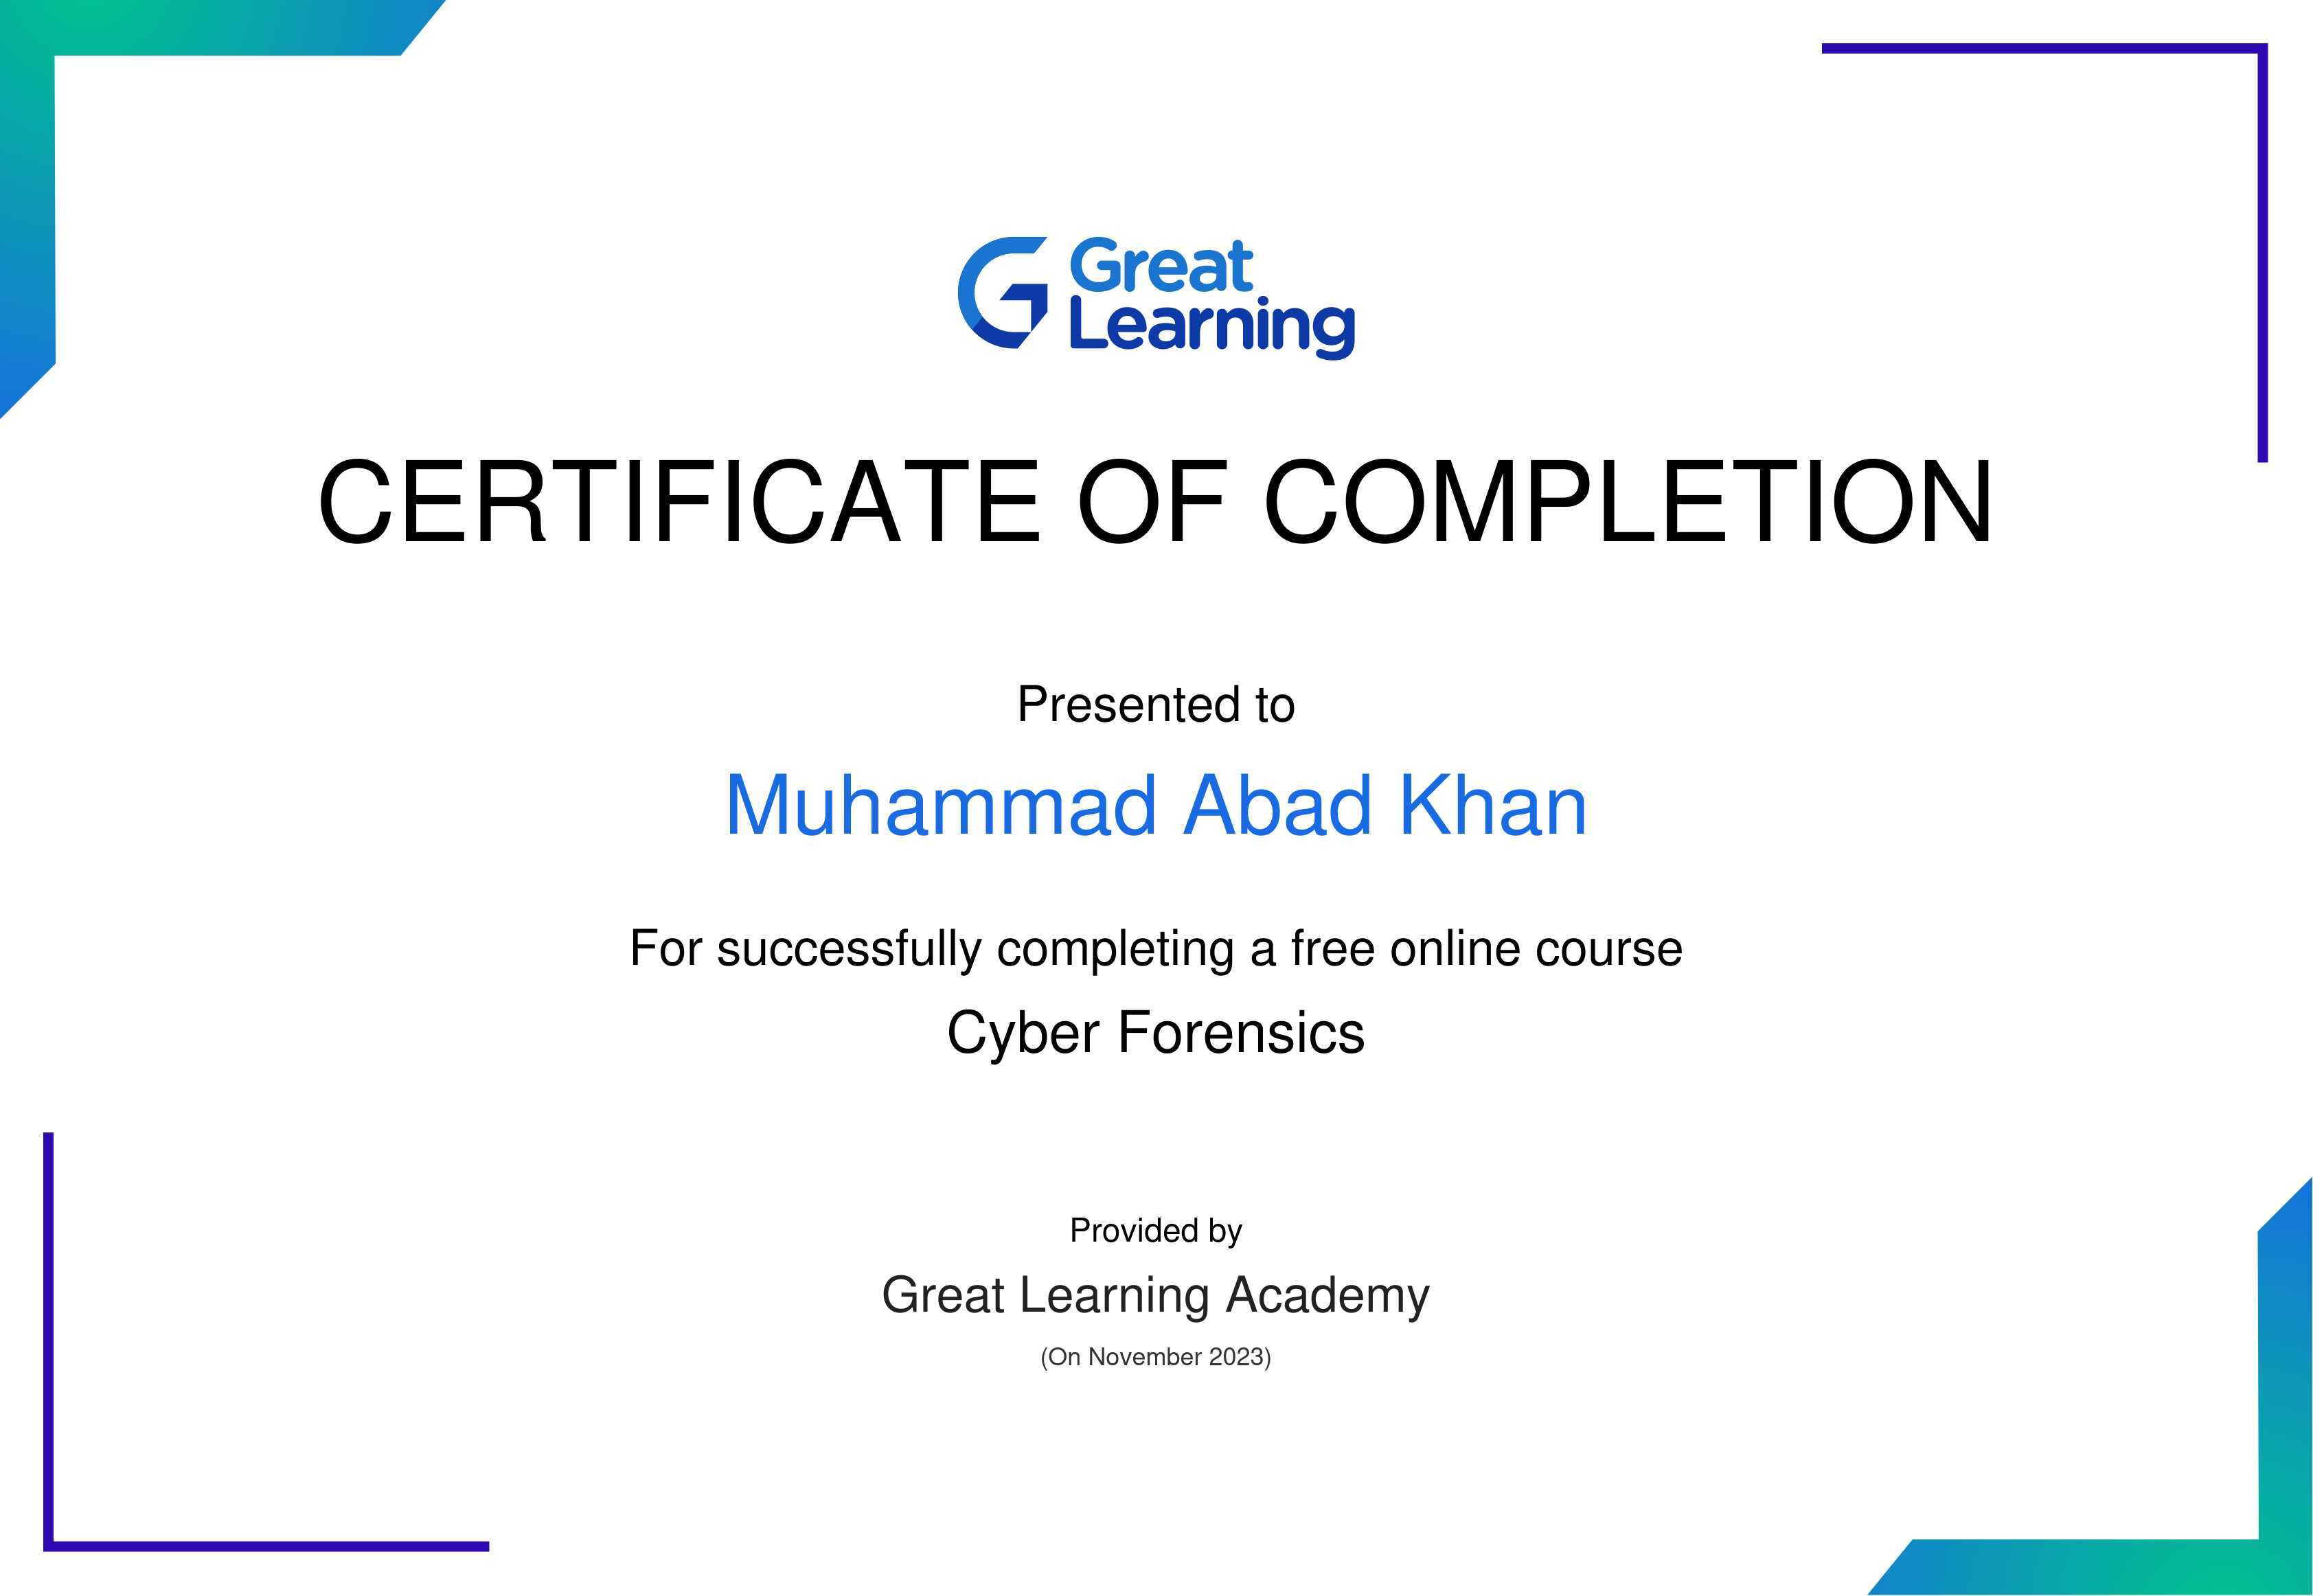 Great
Learning
CERTIFICATE OF COMPLETION
Presented to
Muhammad Abad Khan
For successfully completing a free online course
Cyber Forensics
Provided by
Great Learning Academy
(On November 2023)